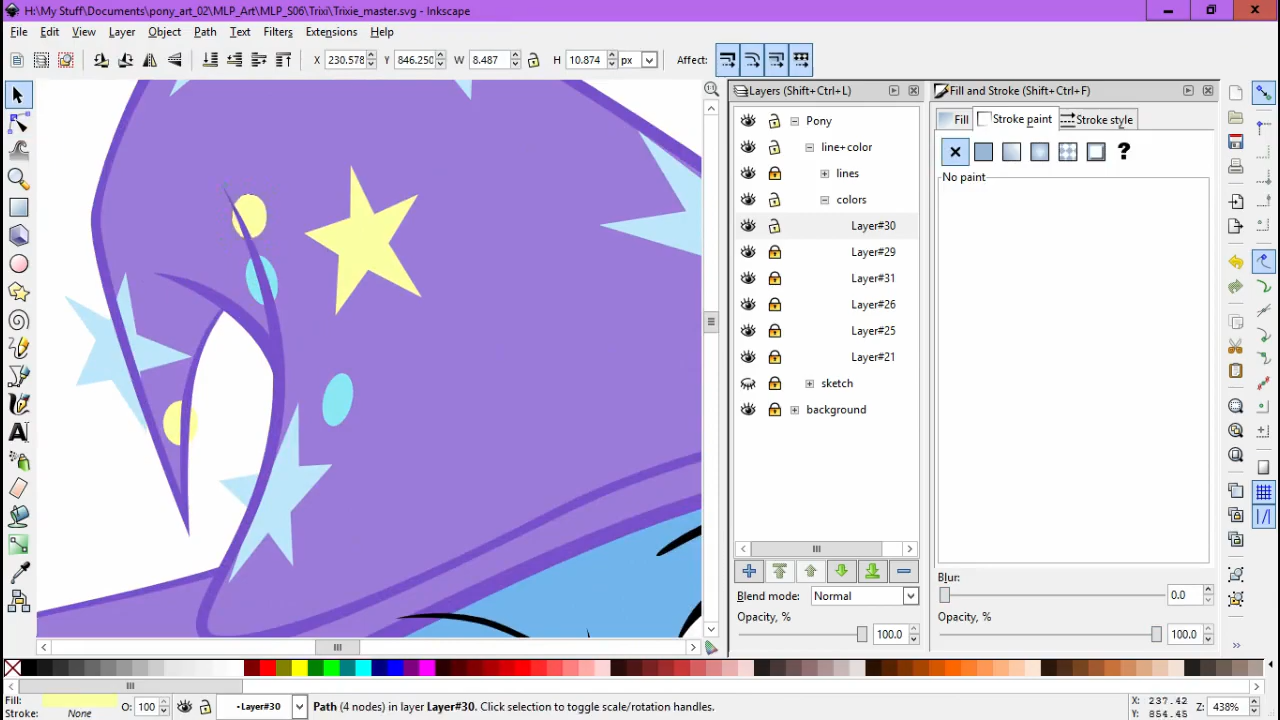 H:\My Stuff\Documents\pony_art_02\MLP_Art\MLP_S06\Trixi\Trixie_master.svg - Inkscape
File Edit View Layer Object Path Text Filters Extensions Help
X 230.578 Y 846.250 W 8.487 H 10.874 px Affect:
Layers (Shift+Ctrl+L)
Fill and Stroke (Shift+Ctrl+F)
Pony
Fill Stroke paint Stroke style
line+color
?
lines
No paint
colors
Layer#30
Layer#29
Layer#31
Layer#26
Layer#25
Layer#21
sketch
background
Blur:
Blend mode: Normal
0.0
Opacity, %
Opacity, %
100.0
100.0
Fill:
Stroke: None
O: 100
Layer#30
Path (4 nodes) in layer Layer#30. Click selection to toggle scale/rotation handles.
X: 237.42
Y: 854.45
Z: 438%